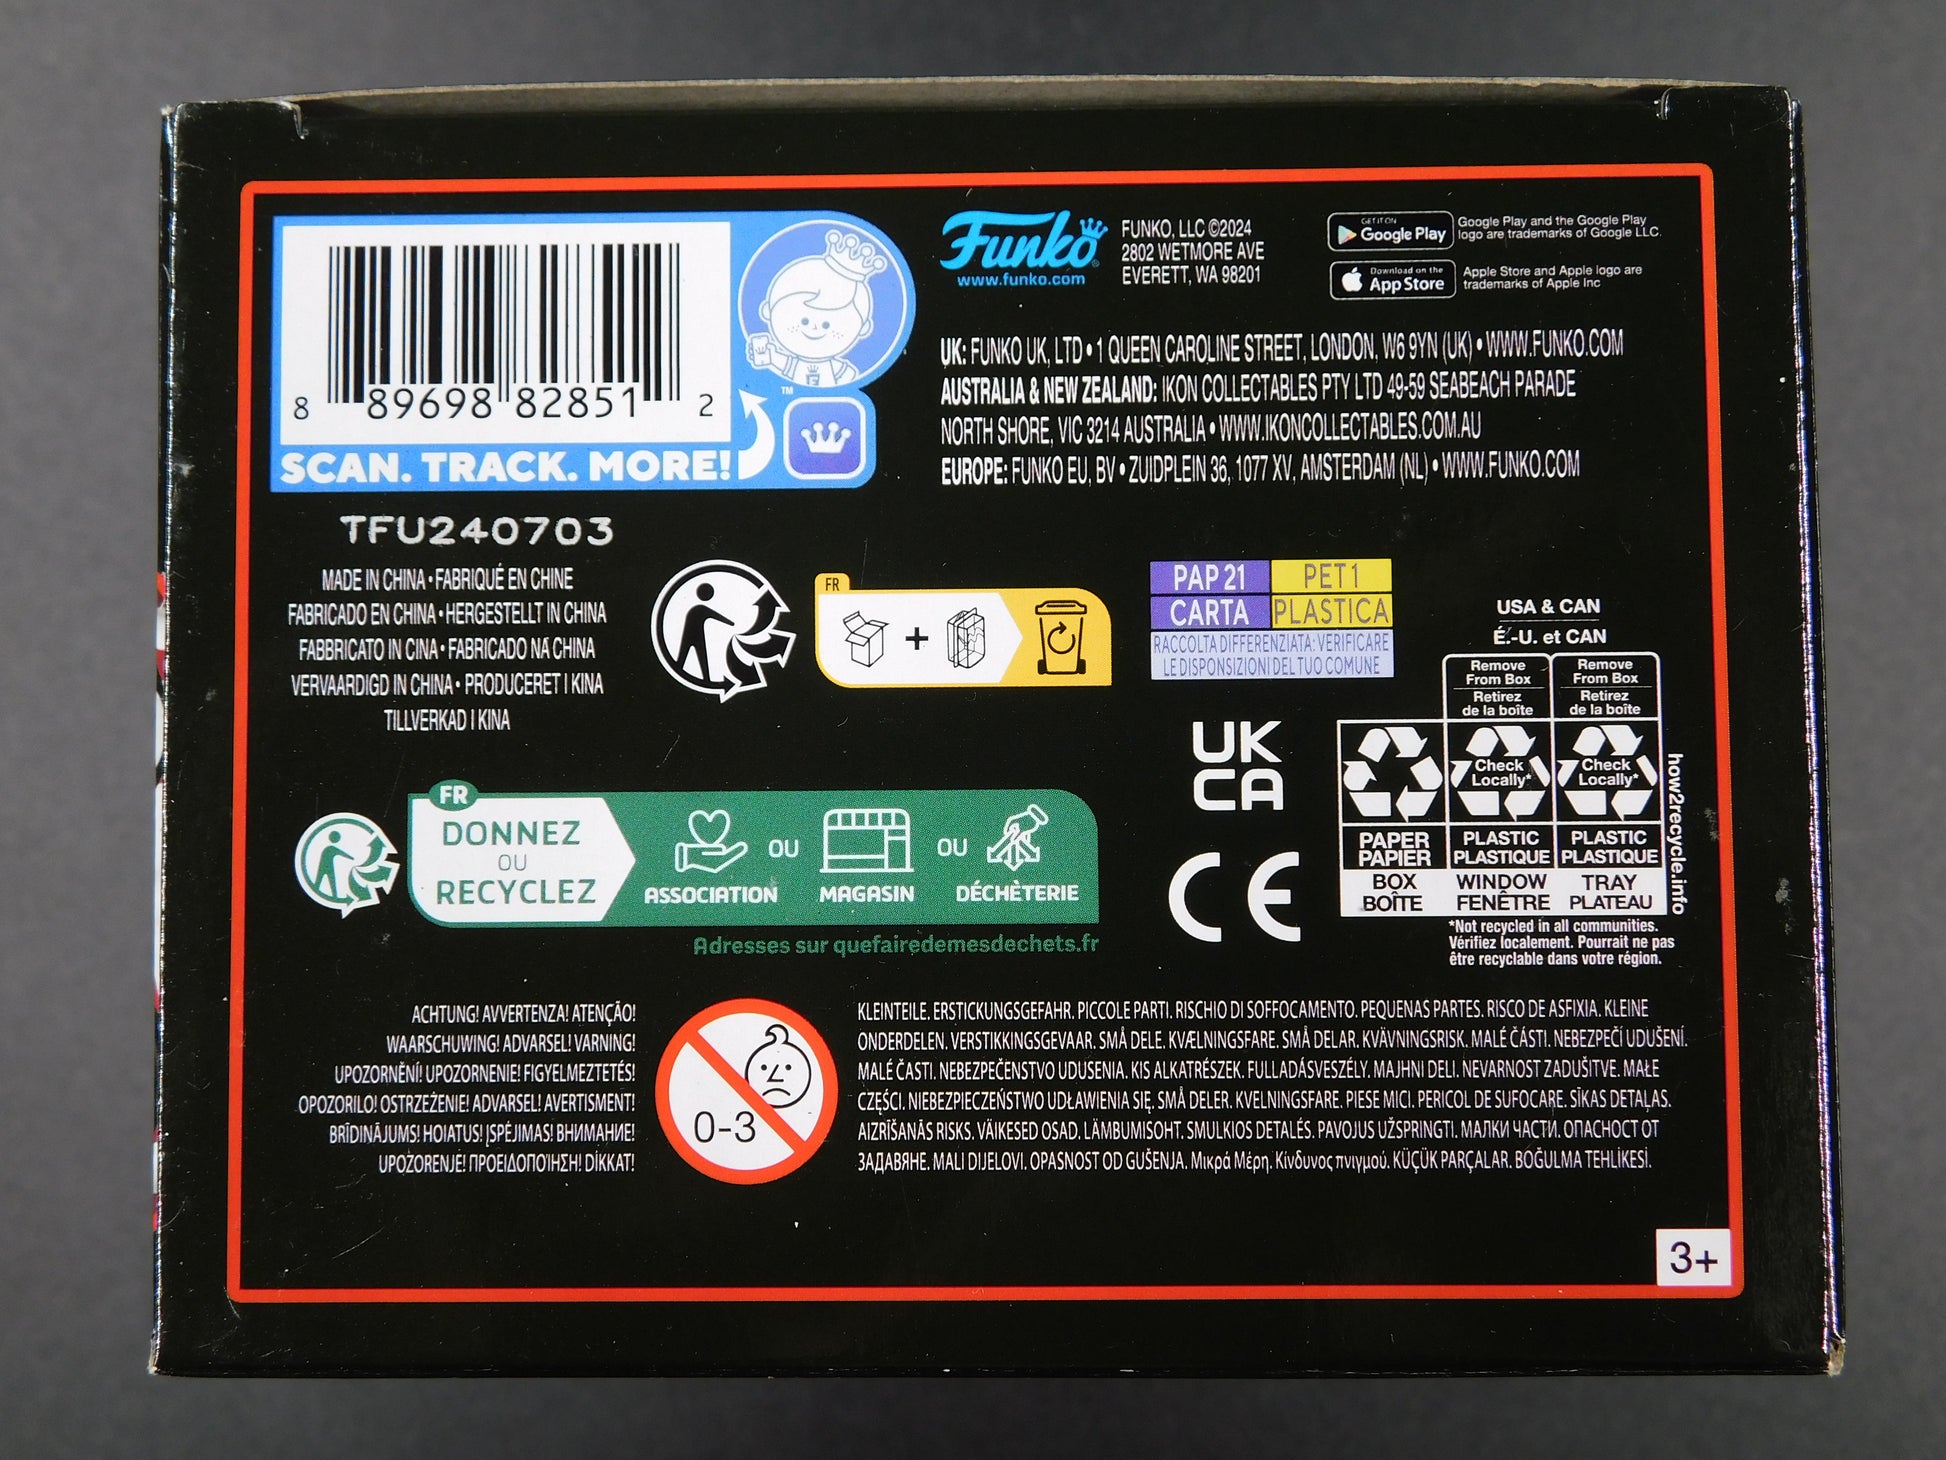 8 89698 82851 2
SCAN. TRACK. MORE!
TM
Funko
www.funko.com
FUNKO, LLC ©2024
2802 WETMORE AVE
EVERETT, WA 98201
GET IT ON
Google Play
Google Play and the Google Play
logo are trademarks of Google LLC.
Download on the
App Store
Apple Store and Apple logo are
trademarks of Apple Inc
UK: FUNKO UK, LTD • 1 QUEEN CAROLINE STREET, LONDON, W6 9YN (UK) • WWW.FUNKO.COM
AUSTRALIA & NEW ZEALAND: IKON COLLECTABLES PTY LTD 49-59 SEABEACH PARADE
NORTH SHORE, VIC 3214 AUSTRALIA • WWW.IKONCOLLECTABLES.COM.AU
EUROPE: FUNKO EU, BV • ZUIDPLEIN 36, 1077 XV, AMSTERDAM (NL) • WWW.FUNKO.COM
TFU240703
MADE IN CHINA • FABRIQUÉ EN CHINE
FABRICADO EN CHINA • HERGESTELLT IN CHINA
FABBRICATO IN CINA • FABRICADO NA CHINA
VERVAARDIGD IN CHINA • PRODUCERET I KINA
TILLVERKAD I KINA
FR
PAP 21
PET1
CARTA
PLASTICA
RACCOLTA DIFFERENZIATA: VERIFICARE
LE DISPONSIZIONI DEL TUO COMUNE
USA & CAN
É.-U. et CAN
Remove
From Box
Retirez
de la boîte
Remove
From Box
Retirez
de la boîte
Check
Locally*
Check
Locally*
PAPER
PAPIER
PLASTIC
PLASTIQUE
PLASTIC
PLASTIQUE
BOX
BOÎTE
WINDOW
FENÊTRE
TRAY
PLATEAU
how2recycle.info
*Not recycled in all communities.
Vérifiez localement. Pourrait ne pas
être recyclable dans votre région.
UK
CA
CE
FR
DONNEZ
OU
RECYCLEZ
ASSOCIATION
OU
MAGASIN
OU
DÉCHÈTERIE
Adresses sur quefairedemesdechets.fr
ACHTUNG! AVVERTENZA! ATENÇÃO!
WAARSCHUWING! ADVARSEL! VARNING!
UPOZORNĚNÍ! UPOZORNENIE! FIGYELMEZTETÉS!
OPOZORILO! OSTRZEŻENIE! ADVARSEL! AVERTISMENT!
BRĪDINĀJUMS! HOIATUS! ĮSPĖJIMAS! ВНИМАНИЕ!
UPOZORENJE! ΠΡΟΕΙΔΟΠΟΊΗΣΗ! DİKKAT!
0-3
KLEINTEILE. ERSTICKUNGSGEFAHR. PICCOLE PARTI. RISCHIO DI SOFFOCAMENTO. PEQUENAS PARTES. RISCO DE ASFIXIA. KLEINE
ONDERDELEN. VERSTIKKINGSGEVAAR. SMÅ DELE. KVÆLNINGSFARE. SMÅ DELAR. KVÄVNINGSRISK. MALÉ ČÁSTI. NEBEZPEČÍ UDUŠENÍ.
MALÉ ČASTI. NEBEZPEČENSTVO UDUSENIA. KIS ALKATRÉSZEK. FULLADÁSVESZÉLY. MAJHNI DELI. NEVARNOST ZADUŠITVE. MAŁE
CZĘŚCI. NIEBEZPIECZEŃSTWO UDŁAWIENIA SIĘ. SMÅ DELER. KVELNINGSFARE. PIESE MICI. PERICOL DE SUFOCARE. SĪKAS DETAĻAS.
AIZRĪŠANĀS RISKS. VÄIKESED OSAD. LÄMBUMISOHT. SMULKIOS DETALĖS. PAVOJUS UŽSPRINGTI. МАЛКИ ЧАСТИ. ОПАСНОСТ ОТ
ЗАДАВЯНЕ. MALI DIJELOVI. OPASNOST OD GUŠENJA. Μικρά Μέρη. Κίνδυνος πνιγμού. KÜÇÜK PARÇALAR. BOĞULMA TEHLİKESİ.
3+